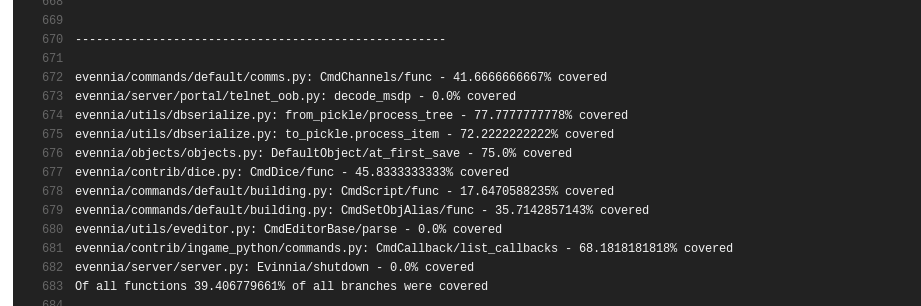 668
669
670 -----------------------------------------------------
671
672 evennia/commands/default/comms.py: CmdChannels/func - 41.6666666667% covered
673 evennia/server/portal/telnet_oob.py: decode_msdp - 0.0% covered
674 evennia/utils/dbserialize.py: from_pickle/process_tree - 77.7777777778% covered
675 evennia/utils/dbserialize.py: to_pickle.process_item - 72.2222222222% covered
676 evennia/objects/objects.py: DefaultObject/at_first_save - 75.0% covered
677 evennia/contrib/dice.py: CmdDice/func - 45.8333333333% covered
678 evennia/commands/default/building.py: CmdScript/func - 17.6470588235% covered
679 evennia/commands/default/building.py: CmdSetObjAlias/func - 35.7142857143% covered
680 evennia/utils/eveditor.py: CmdEditorBase/parse - 0.0% covered
681 evennia/contrib/ingame_python/commands.py: CmdCallback/list_callbacks - 68.1818181818% covered
682 evennia/server/server.py: Evinnia/shutdown - 0.0% covered
683 Of all functions 39.406779661% of all branches were covered
684